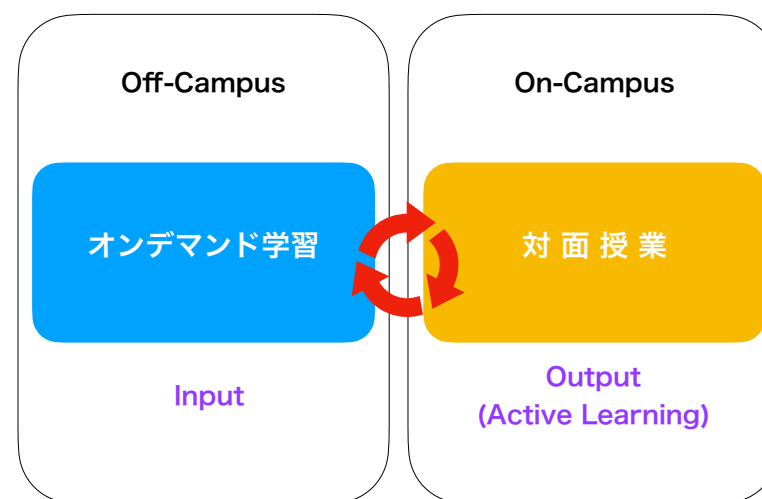 Off-Campus
On-Campus
オンデマンド学習
対面授業
Input
Output
(Active Learning)